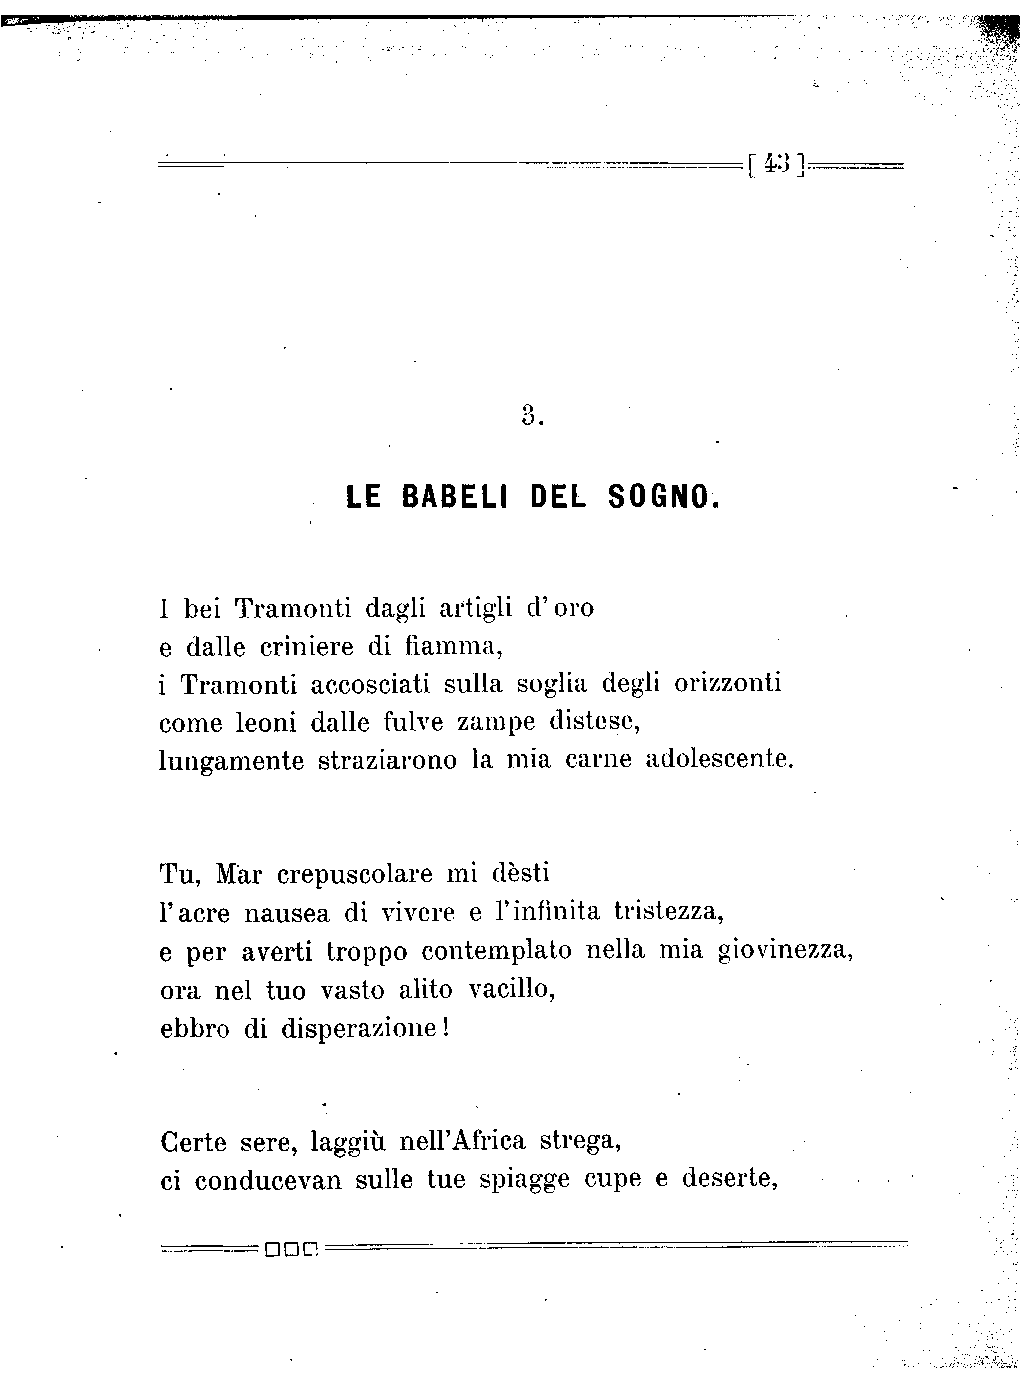 [ 43 ]
3.
LE BABELI DEL SOGNO.
I bei Tramonti dagli artigli d'oro
e dalle criniere di fiamma,
i Tramonti accosciati sulla soglia degli orizzonti
come leoni dalle fulve zampe distese,
lungamente straziarono la mia carne adolescente.
Tu, Mar crepuscolare mi dèsti
l'acre nausea di vivere e l'infinita tristezza,
e per averti troppo contemplato nella mia giovinezza,
ora nel tuo vasto alito vacillo,
ebbro di disperazione!
Certe sere, laggiù nell'Africa strega,
ci conducevan sulle tue spiagge cupe e deserte,